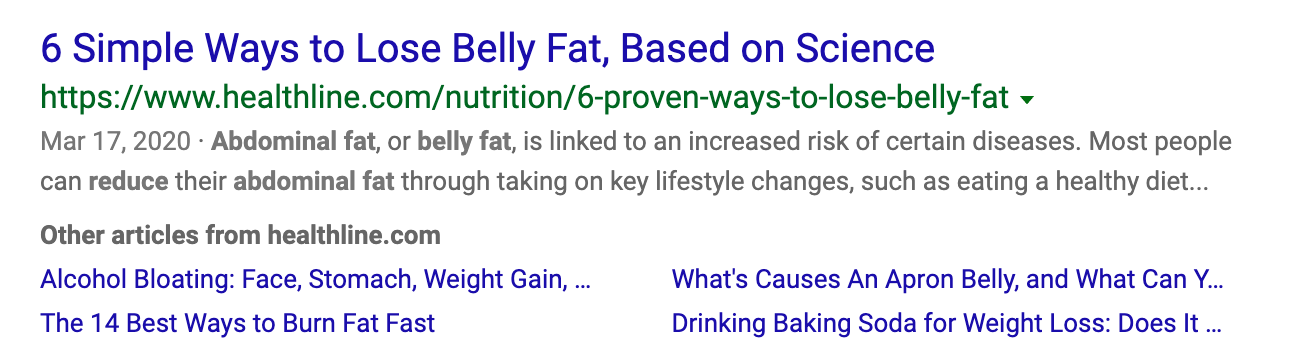 6 Simple Ways to Lose Belly Fat, Based on Science
https://www.healthline.com/nutrition/6-proven-ways-to-lose-belly-fat
Mar 17, 2020 · Abdominal fat, or belly fat, is linked to an increased risk of certain diseases. Most people
can reduce their abdominal fat through taking on key lifestyle changes, such as eating a healthy diet...
Other articles from healthline.com
Alcohol Bloating: Face, Stomach, Weight Gain, ...
What's Causes An Apron Belly, and What Can Y...
The 14 Best Ways to Burn Fat Fast
Drinking Baking Soda for Weight Loss: Does It ...